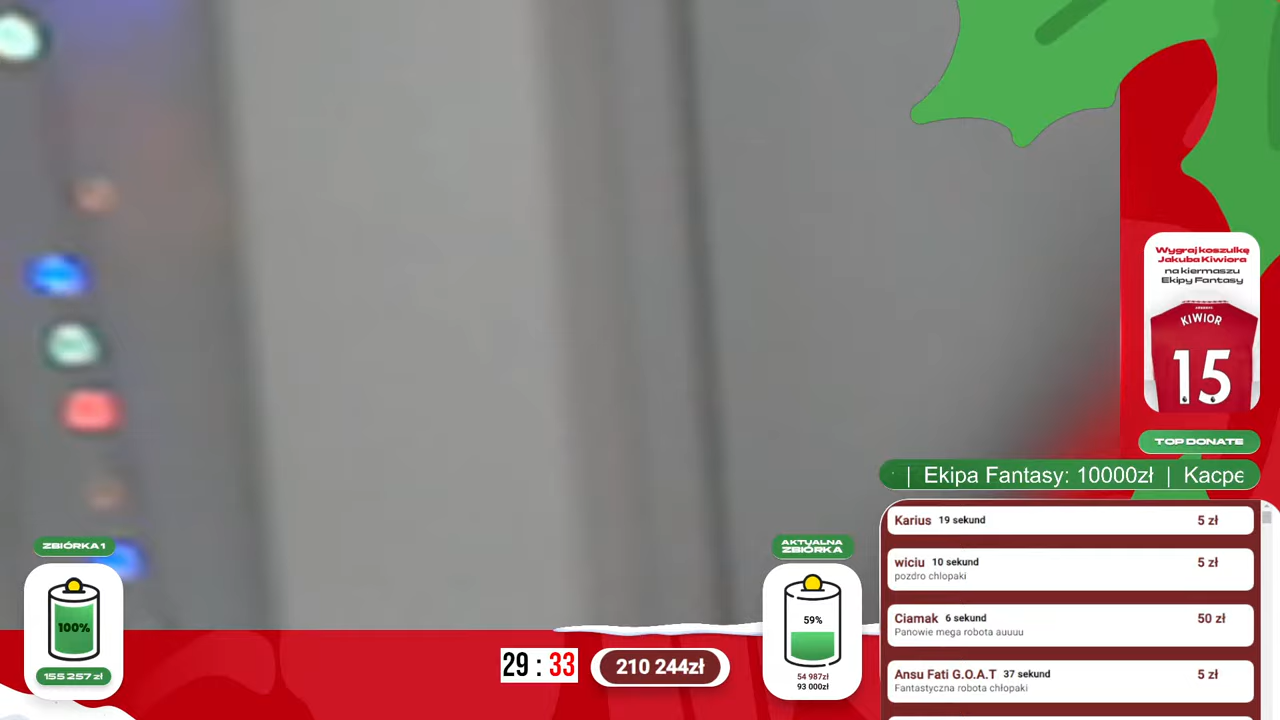 Wygraj koszulkę
Jakuba Kiwiora
na kiermaszu
Ekipy Fantasy
KIWIOR
15
TOP DONATE
| Ekipa Fantasy: 10000zł | Kacpe
Karius 19 sekund 5 zł
wiciu 10 sekund 5 zł
pozdro chlopaki
Ciamak 6 sekund 50 zł
Panowie mega robota auuuu
Ansu Fati G.O.A.T 37 sekund 5 zł
Fantastyczna robota chłopaki
ZBIÓRKA 1
100%
155 257 zł
29 : 33
210 244zł
AKTUALNA
ZBIÓRKA
59%
54 987zł
93 000zł